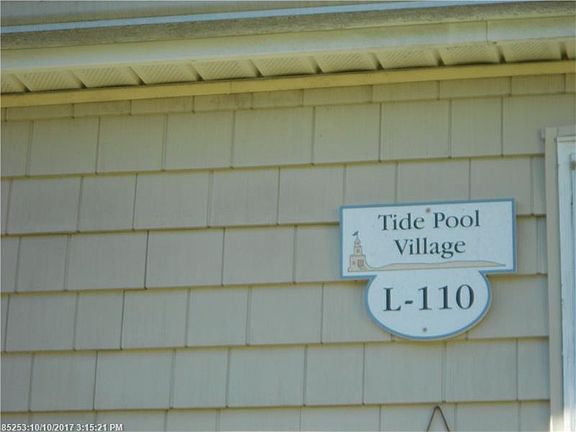 Tide Pool
Village
L-110
85253:10/10/2017 3:15:21 PM